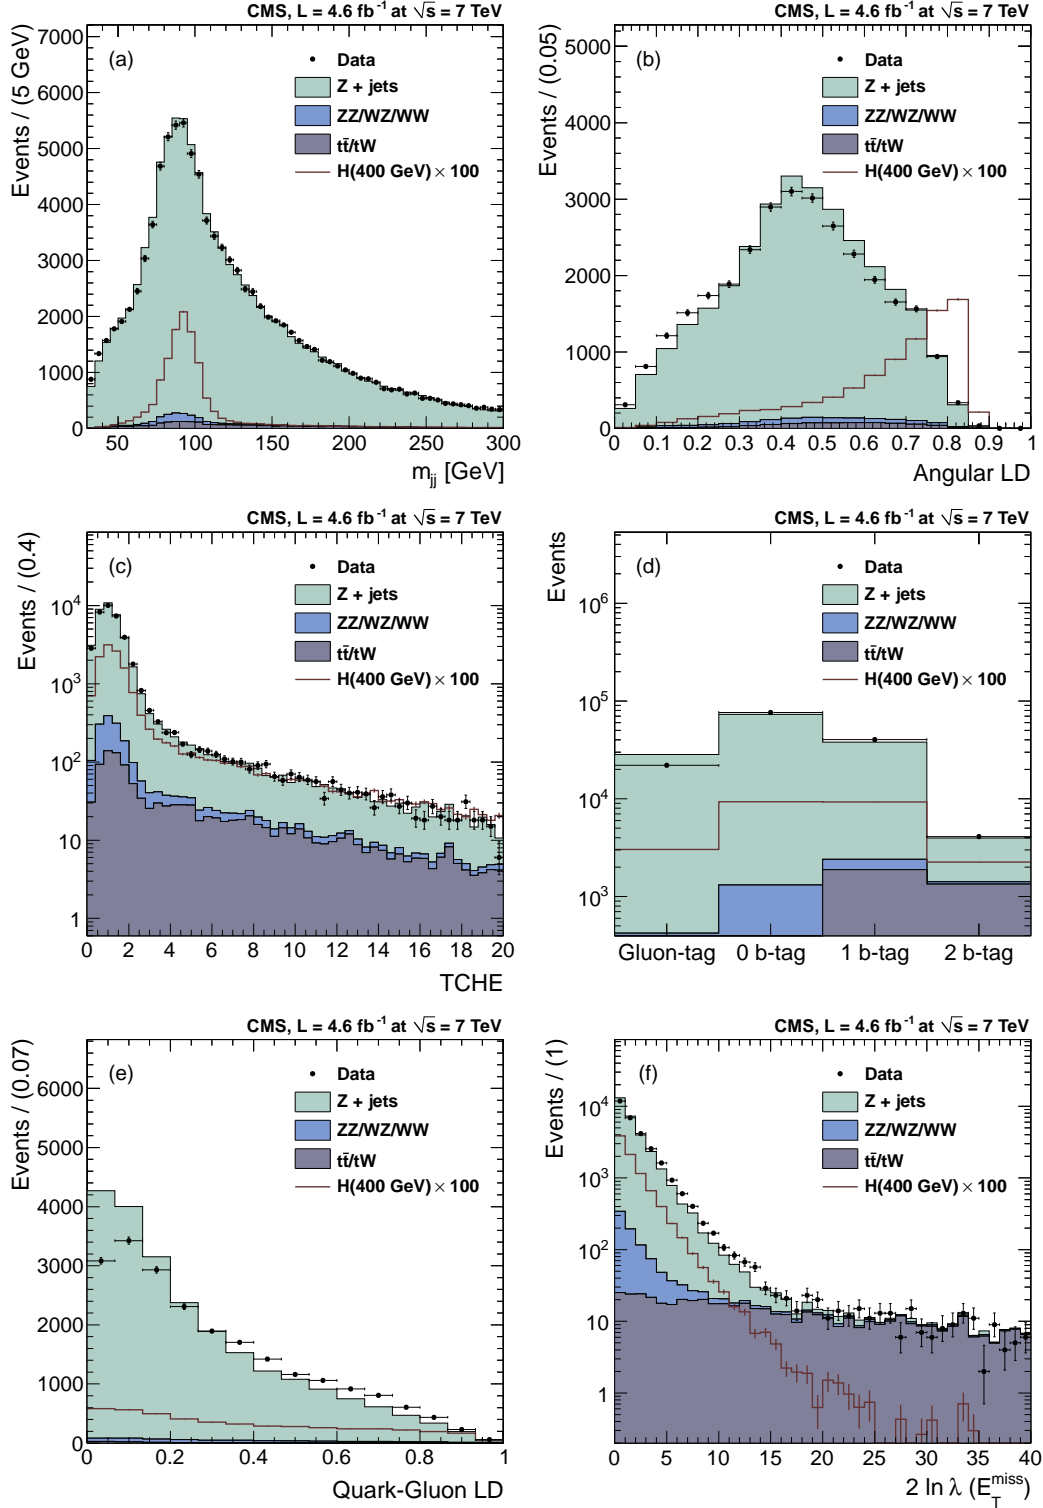 CMS, L = 4.6 fb⁻¹ at √s = 7 TeV
(a)
Data
Z + jets
ZZ/WZ/WW
tt̄/tW
H(400 GeV) × 100
Events / (5 GeV)
7000
6000
5000
4000
3000
2000
1000
0
50 100 150 200 250 300
m_jj [GeV]
CMS, L = 4.6 fb⁻¹ at √s = 7 TeV
(b)
Data
Z + jets
ZZ/WZ/WW
tt̄/tW
H(400 GeV) × 100
Events / (0.05)
5000
4000
3000
2000
1000
0
0 0.1 0.2 0.3 0.4 0.5 0.6 0.7 0.8 0.9 1
Angular LD
CMS, L = 4.6 fb⁻¹ at √s = 7 TeV
(c)
Data
Z + jets
ZZ/WZ/WW
tt̄/tW
H(400 GeV) × 100
Events / (0.4)
10⁴
10³
10²
10
1
0 2 4 6 8 10 12 14 16 18 20
TCHE
CMS, L = 4.6 fb⁻¹ at √s = 7 TeV
(d)
Data
Z + jets
ZZ/WZ/WW
tt̄/tW
H(400 GeV) × 100
Events
10⁶
10⁵
10⁴
10³
Gluon-tag 0 b-tag 1 b-tag 2 b-tag
CMS, L = 4.6 fb⁻¹ at √s = 7 TeV
(e)
Data
Z + jets
ZZ/WZ/WW
tt̄/tW
H(400 GeV) × 100
Events / (0.07)
6000
5000
4000
3000
2000
1000
0
0 0.2 0.4 0.6 0.8 1
Quark-Gluon LD
CMS, L = 4.6 fb⁻¹ at √s = 7 TeV
(f)
Data
Z + jets
ZZ/WZ/WW
tt̄/tW
H(400 GeV) × 100
Events / (1)
10⁴
10³
10²
10
1
0 5 10 15 20 25 30 35 40
2 ln λ (E_T^miss)